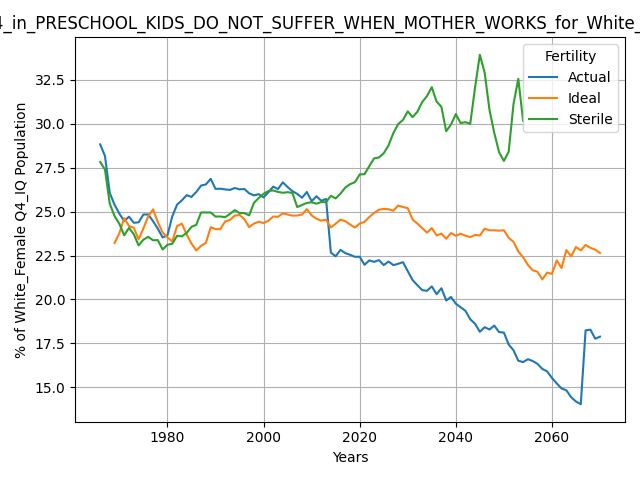 4_in_PRESCHOOL_KIDS_DO_NOT_SUFFER_WHEN_MOTHER_WORKS_for_White_
Fertility
Actual
Ideal
Sterile
% of White_Female Q4_IQ Population
32.5
30.0
27.5
25.0
22.5
20.0
17.5
15.0
1980
2000
2020
2040
2060
Years